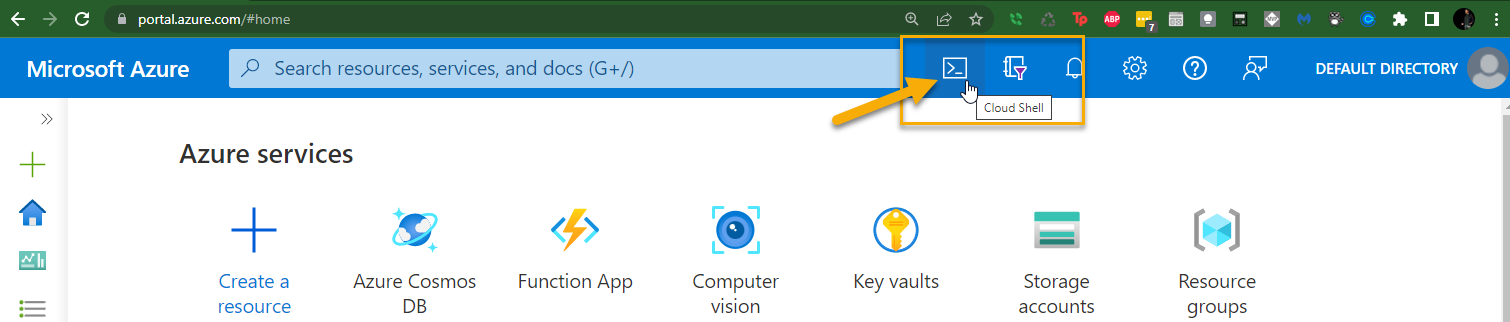 portal.azure.com/#home
Tp
ABP
7
Microsoft Azure
Search resources, services, and docs (G+/)
DEFAULT DIRECTORY
Cloud Shell
Azure services
Create a
resource
Azure Cosmos
DB
Function App
Computer
vision
Key vaults
Storage
accounts
Resource
groups